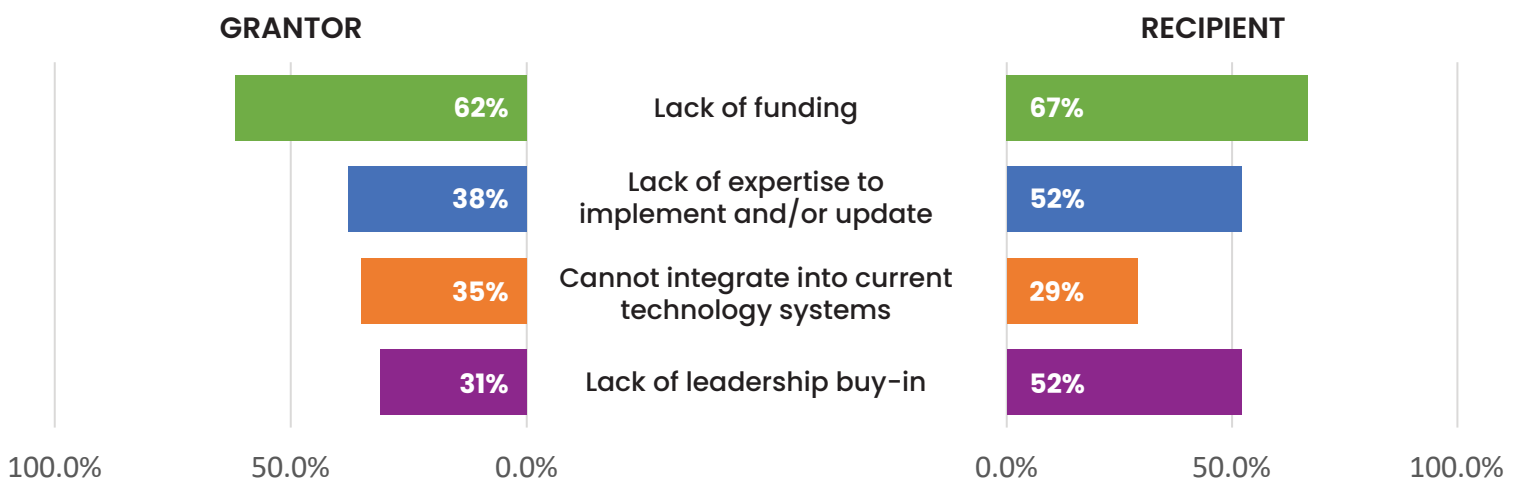 GRANTOR
RECIPIENT
62%
Lack of funding
67%
38%
Lack of expertise to
implement and/or update
52%
35%
Cannot integrate into current
technology systems
29%
31%
Lack of leadership buy-in
52%
100.0%
50.0%
0.0%
0.0%
50.0%
100.0%